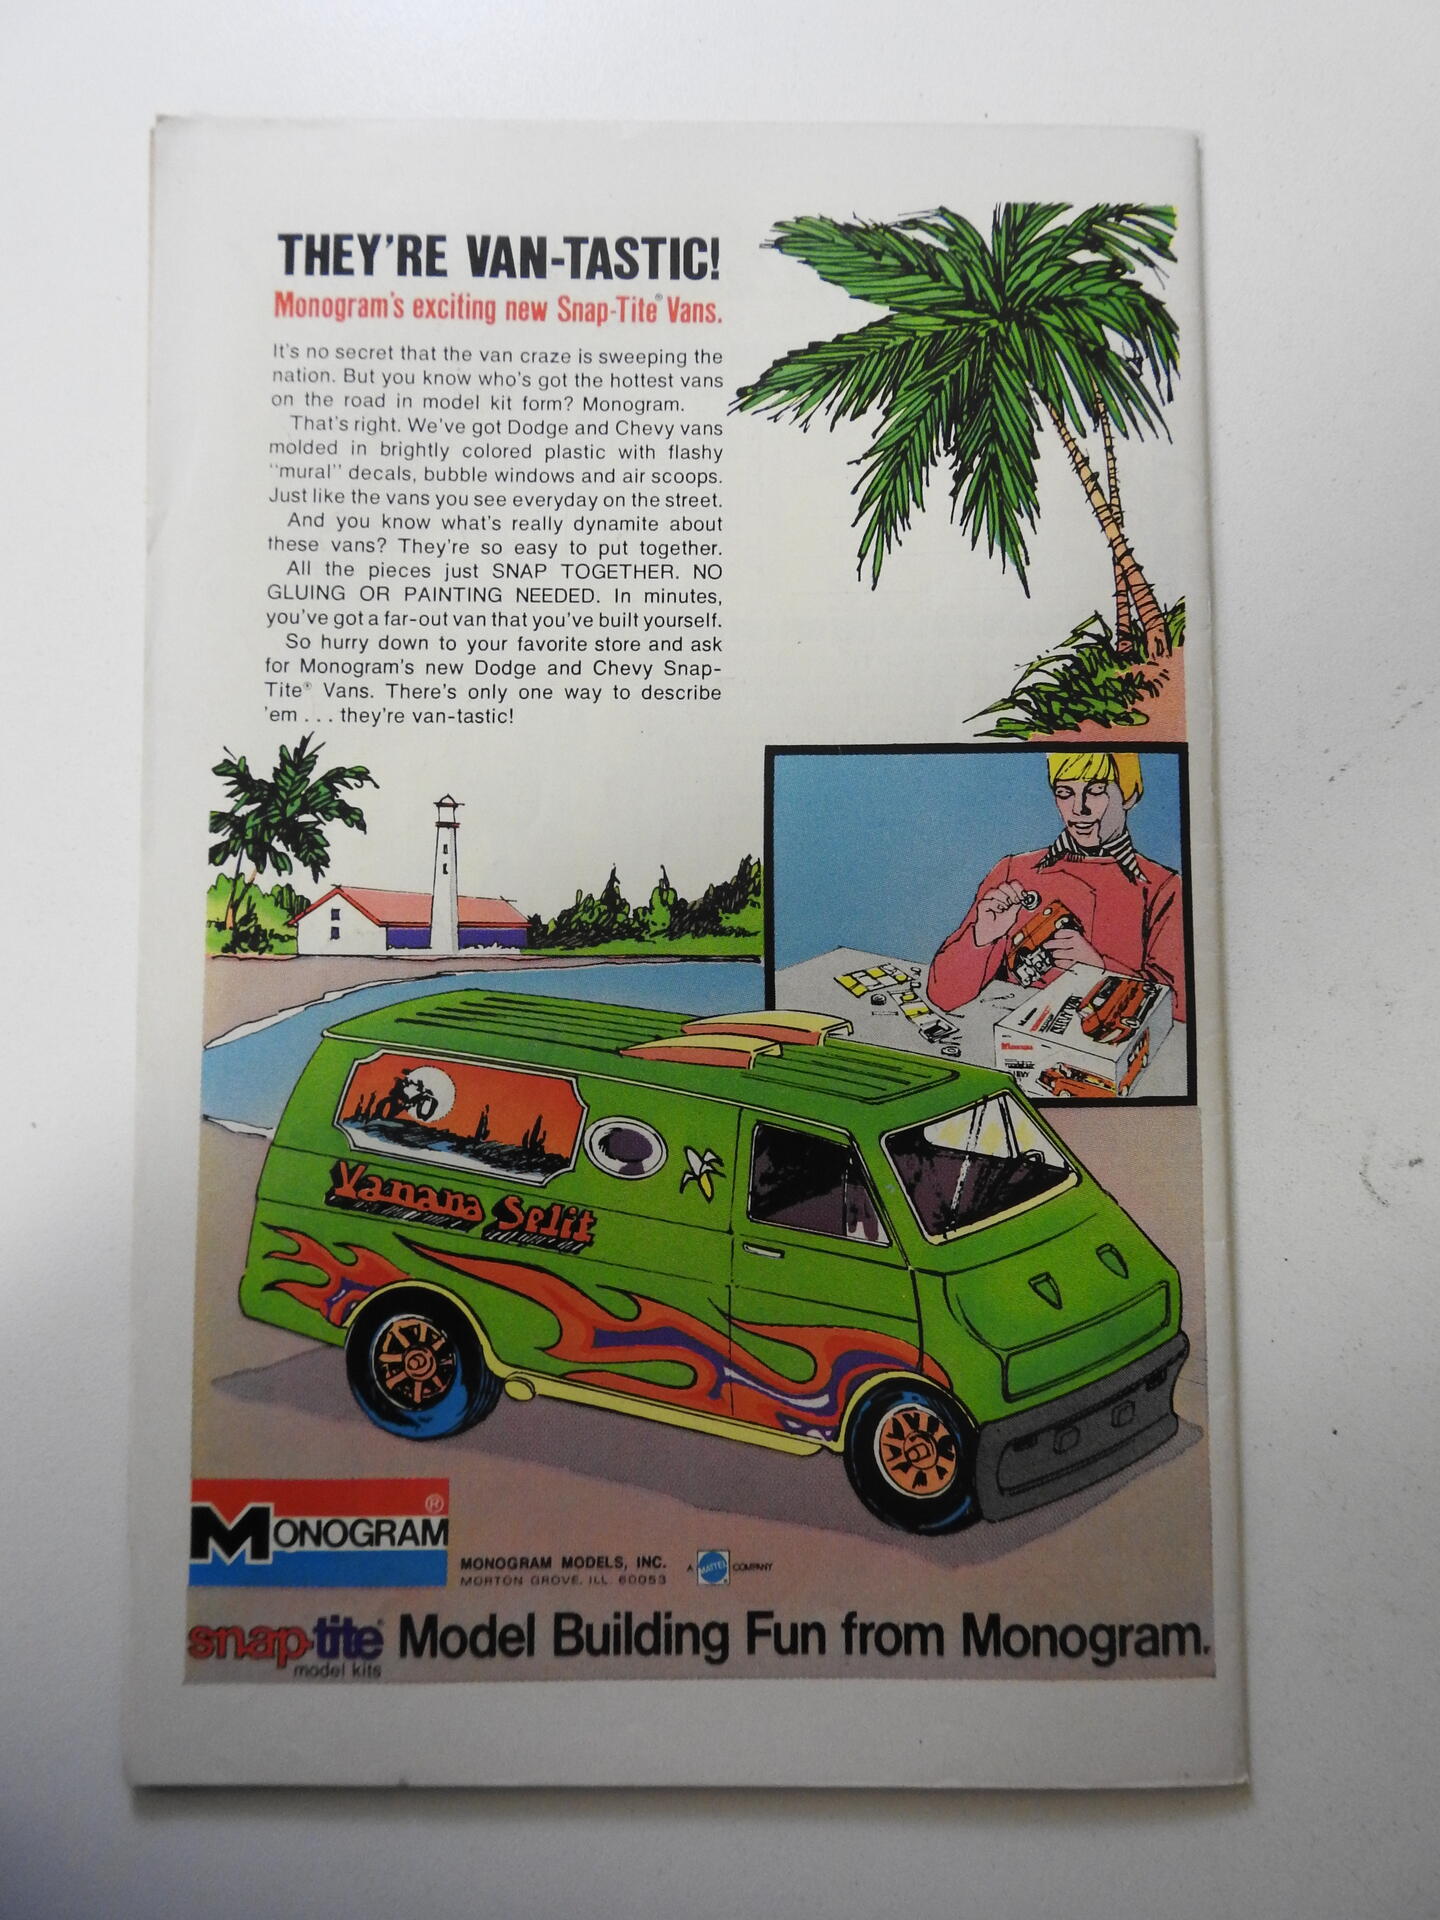 THEY'RE VAN-TASTIC!
Monogram's exciting new Snap-Tite® Vans.
It's no secret that the van craze is sweeping the
nation. But you know who's got the hottest vans
on the road in model kit form? Monogram.
That's right. We've got Dodge and Chevy vans
molded in brightly colored plastic with flashy
"mural" decals, bubble windows and air scoops.
Just like the vans you see everyday on the street.
And you know what's really dynamite about
these vans? They're so easy to put together.
All the pieces just SNAP TOGETHER. NO
GLUING OR PAINTING NEEDED. In minutes,
you've got a far-out van that you've built yourself.
So hurry down to your favorite store and ask
for Monogram's new Dodge and Chevy Snap-
Tite® Vans. There's only one way to describe
'em . . . they're van-tastic!
Vanana Split
MONOGRAM ®
MONOGRAM MODELS, INC.
MORTON GROVE, ILL. 60053
A MATTEL COMPANY
snap-tite
model kits
Model Building Fun from Monogram.